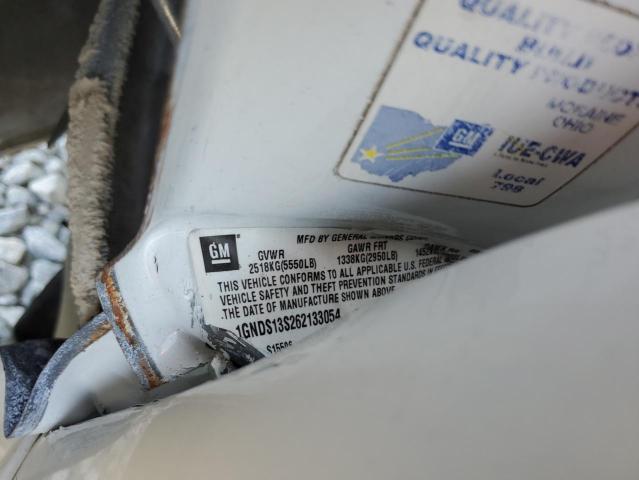 QUALITY
BUILD
QUALITY PRODUCT
MORAINE
OHIO
GM
IUE-CWA
Local
798
GM
MFD BY GENERAL
GVWR GAWR FRT
2518KG(5550LB) 1338KG(2950LB)
THIS VEHICLE CONFORMS TO ALL APPLICABLE U.S. FEDERAL
VEHICLE SAFETY AND THEFT PREVENTION STANDARDS IN
THE DATE OF MANUFACTURE SHOWN ABOVE.
1GNDS13S262133054